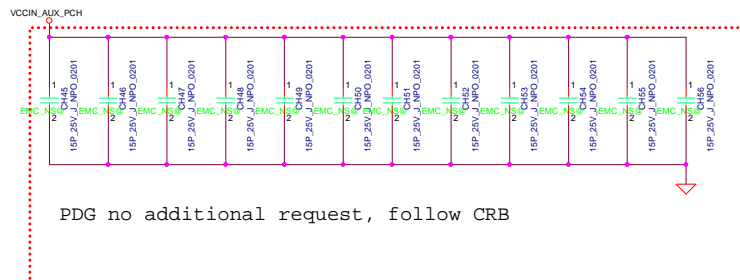 VCCIN_AUX_PCH
1
EMC_NS@
2
CH45
15P_25V_J_NPO_0201
1
EMC_NS@
2
CH46
15P_25V_J_NPO_0201
1
EMC_NS@
2
CH47
15P_25V_J_NPO_0201
1
EMC_NS@
2
CH48
15P_25V_J_NPO_0201
1
EMC_NS@
2
CH49
15P_25V_J_NPO_0201
1
EMC_NS@
2
CH50
15P_25V_J_NPO_0201
1
EMC_NS@
2
CH51
15P_25V_J_NPO_0201
1
EMC_NS@
2
CH52
15P_25V_J_NPO_0201
1
EMC_NS@
2
CH53
15P_25V_J_NPO_0201
1
EMC_NS@
2
CH54
15P_25V_J_NPO_0201
1
EMC_NS@
2
CH55
15P_25V_J_NPO_0201
1
EMC_NS@
2
CH56
15P_25V_J_NPO_0201
PDG no additional request, follow CRB